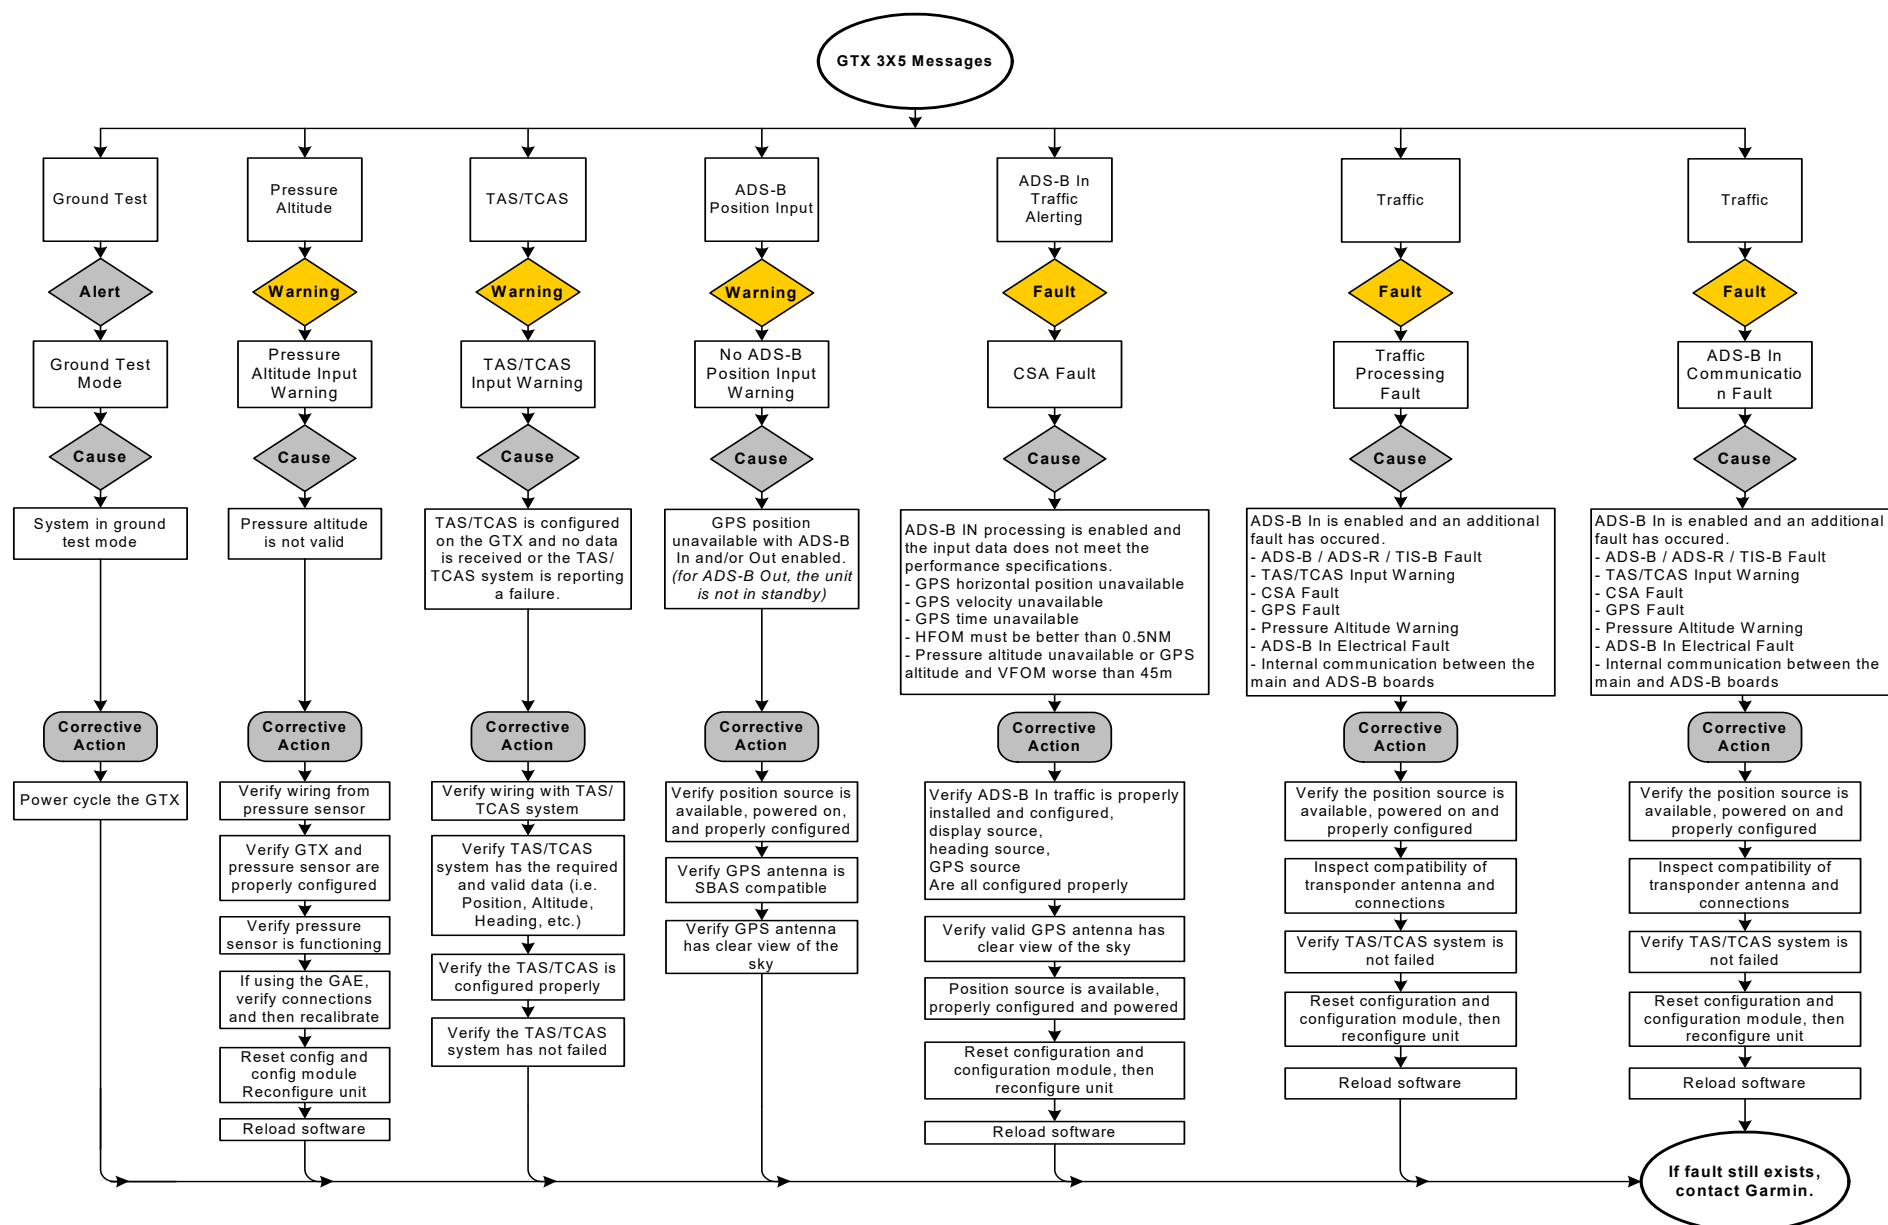 GTX 3X5 Messages
Ground Test
Alert
Ground Test
Mode
Cause
System in ground
test mode
Corrective
Action
Power cycle the GTX
Pressure
Altitude
Warning
Pressure
Altitude Input
Warning
Cause
Pressure altitude
is not valid
Corrective
Action
Verify wiring from
pressure sensor
Verify GTX and
pressure sensor are
properly configured
Verify pressure
sensor is functioning
If using the GAE,
verify connections
and then recalibrate
Reset config and
config module
Reconfigure unit
Reload software
TAS/TCAS
Warning
TAS/TCAS
Input Warning
Cause
TAS/TCAS is configured
on the GTX and no data
is received or the TAS/
TCAS system is reporting
a failure.
Corrective
Action
Verify wiring with TAS/
TCAS system
Verify TAS/TCAS
system has the required
and valid data (i.e.
Position, Altitude,
Heading, etc.)
Verify the TAS/TCAS is
configured properly
Verify the TAS/TCAS
system has not failed
ADS-B
Position Input
Warning
No ADS-B
Position Input
Warning
Cause
GPS position
unavailable with ADS-B
In and/or Out enabled.
(for ADS-B Out, the unit
is not in standby)
Corrective
Action
Verify position source is
available, powered on,
and properly configured
Verify GPS antenna is
SBAS compatible
Verify GPS antenna
has clear view of the
sky
ADS-B In
Traffic
Alerting
Fault
CSA Fault
Cause
ADS-B IN processing is enabled and
the input data does not meet the
performance specifications.
- GPS horizontal position unavailable
- GPS velocity unavailable
- GPS time unavailable
- HFOM must be better than 0.5NM
- Pressure altitude unavailable or GPS
altitude and VFOM worse than 45m
Corrective
Action
Verify ADS-B In traffic is properly
installed and configured,
display source,
heading source,
GPS source
Are all configured properly
Verify valid GPS antenna has
clear view of the sky
Position source is available,
properly configured and powered
Reset configuration and
configuration module, then
reconfigure unit
Reload software
Traffic
Fault
Traffic
Processing
Fault
Cause
ADS-B In is enabled and an additional
fault has occured.
- ADS-B / ADS-R / TIS-B Fault
- TAS/TCAS Input Warning
- CSA Fault
- GPS Fault
- Pressure Altitude Warning
- ADS-B In Electrical Fault
- Internal communication between the
main and ADS-B boards
Corrective
Action
Verify the position source is
available, powered on and
properly configured
Inspect compatibility of
transponder antenna and
connections
Verify TAS/TCAS system is
not failed
Reset configuration and
configuration module, then
reconfigure unit
Reload software
Traffic
Fault
ADS-B In
Communicatio
n Fault
Cause
ADS-B In is enabled and an additional
fault has occured.
- ADS-B / ADS-R / TIS-B Fault
- TAS/TCAS Input Warning
- CSA Fault
- GPS Fault
- Pressure Altitude Warning
- ADS-B In Electrical Fault
- Internal communication between the
main and ADS-B boards
Corrective
Action
Verify the position source is
available, powered on and
properly configured
Inspect compatibility of
transponder antenna and
connections
Verify TAS/TCAS system is
not failed
Reset configuration and
configuration module, then
reconfigure unit
Reload software
If fault still exists,
contact Garmin.